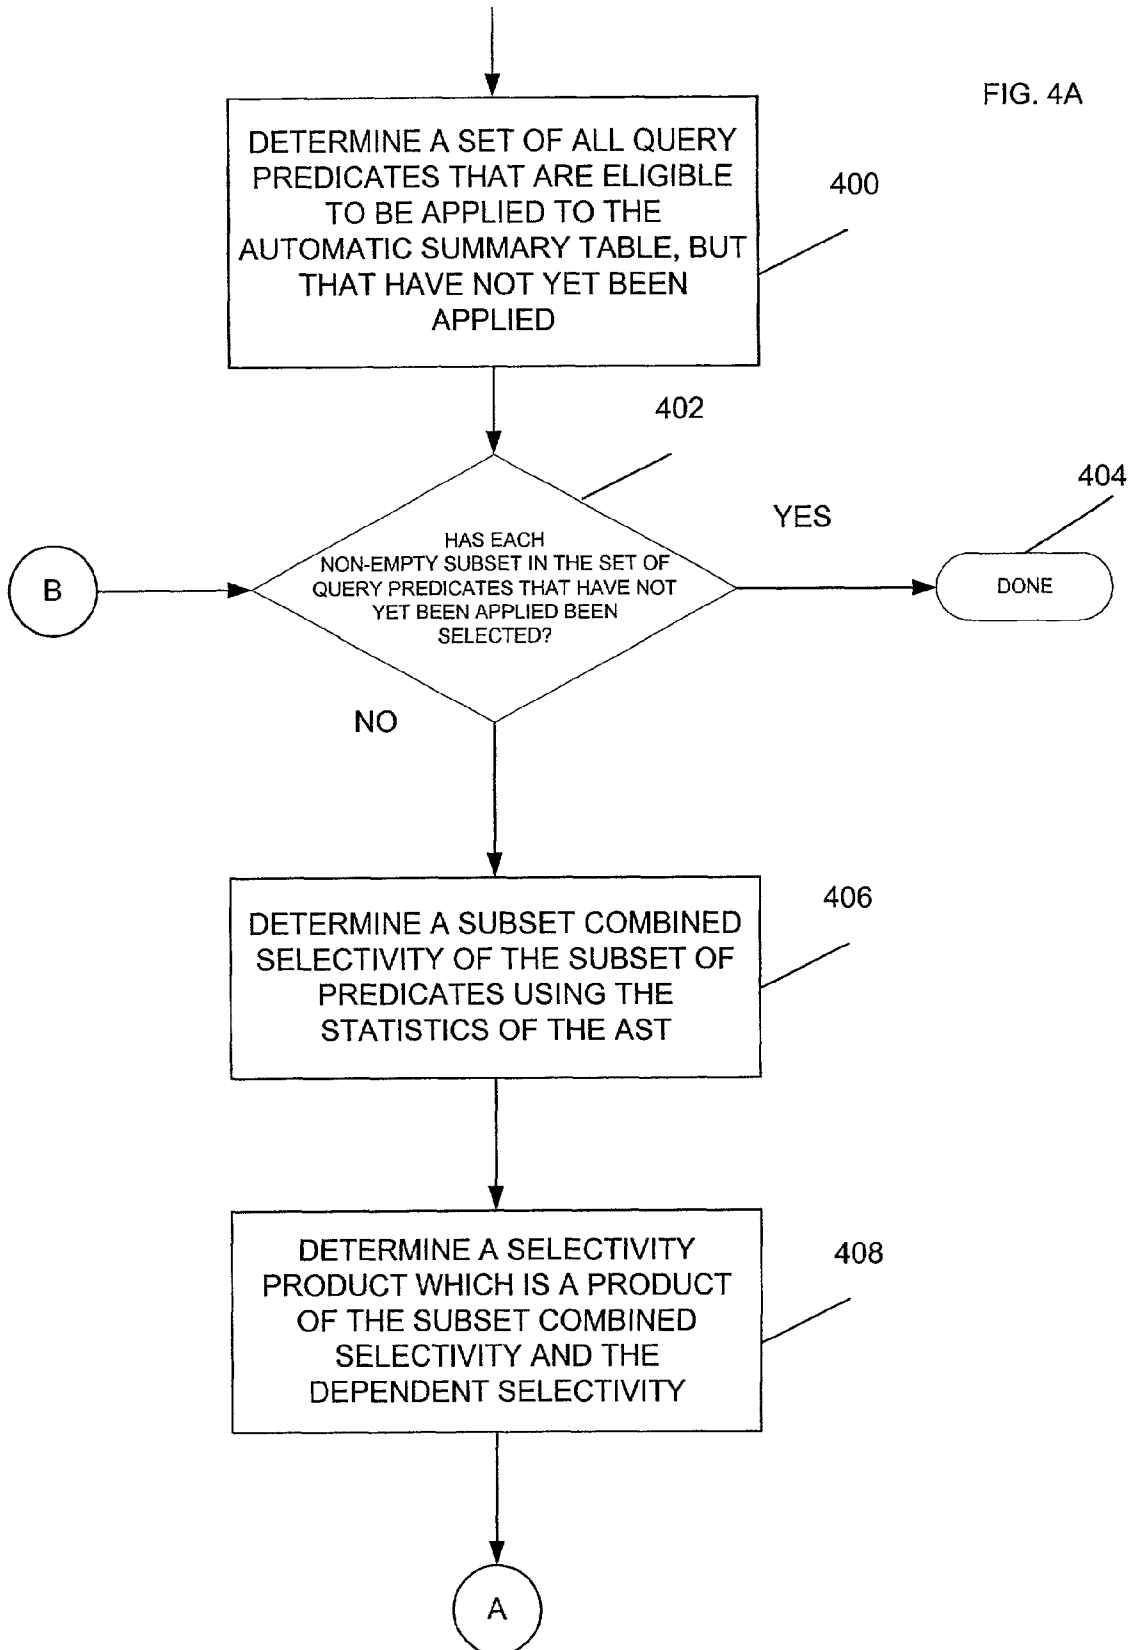 FIG. 4A
DETERMINE A SET OF ALL QUERY
PREDICATES THAT ARE ELIGIBLE
TO BE APPLIED TO THE
AUTOMATIC SUMMARY TABLE, BUT
THAT HAVE NOT YET BEEN
APPLIED
400
402
404
YES
HAS EACH
NON-EMPTY SUBSET IN THE SET OF
QUERY PREDICATES THAT HAVE NOT
YET BEEN APPLIED BEEN
SELECTED?
B
DONE
NO
406
DETERMINE A SUBSET COMBINED
SELECTIVITY OF THE SUBSET OF
PREDICATES USING THE
STATISTICS OF THE AST
408
DETERMINE A SELECTIVITY
PRODUCT WHICH IS A PRODUCT
OF THE SUBSET COMBINED
SELECTIVITY AND THE
DEPENDENT SELECTIVITY
A